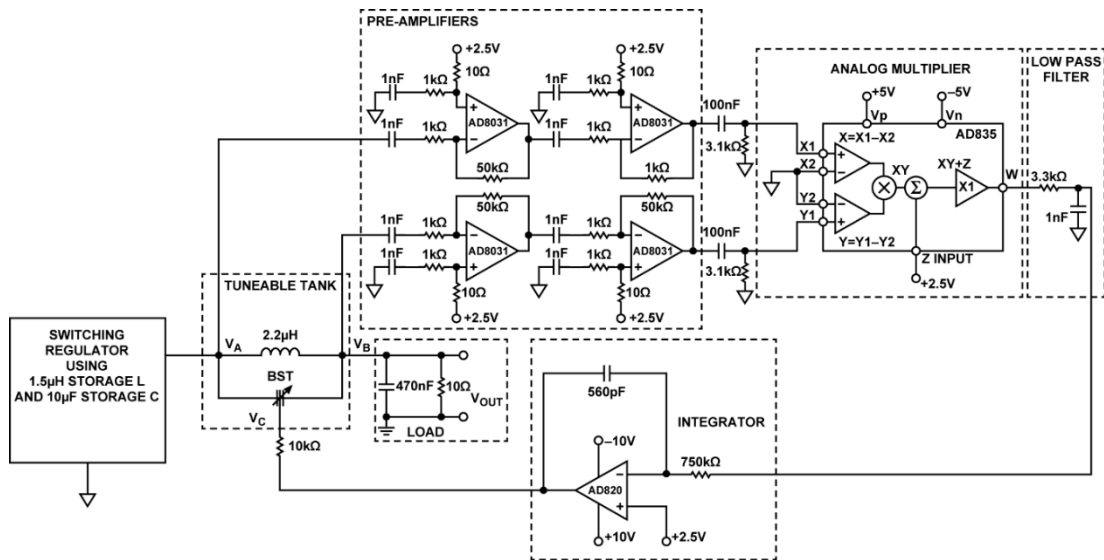 PRE-AMPLIFIERS
+2.5V
10Ω
1nF
1kΩ
+
AD8031
–
1nF
1kΩ
50kΩ
+2.5V
10Ω
1nF
1kΩ
+
AD8031
–
1nF
1kΩ
1kΩ
100nF
3.1kΩ
50kΩ
1nF
1kΩ
–
AD8031
+
1nF
1kΩ
10Ω
+2.5V
50kΩ
1nF
1kΩ
–
AD8031
+
1nF
1kΩ
10Ω
+2.5V
100nF
3.1kΩ
ANALOG MULTIPLIER
+5V
–5V
Vp
Vn
AD835
X1
X=X1–X2
+
X2
–
XY
XY+Z
Σ
X1
W
Y2
–
Y1
+
Y=Y1–Y2
Z INPUT
+2.5V
LOW PASS
FILTER
3.3kΩ
1nF
TUNEABLE TANK
SWITCHING
REGULATOR
USING
1.5µH STORAGE L
AND 10µF STORAGE C
VA
2.2µH
VB
BST
VC
10kΩ
470nF
10Ω
VOUT
LOAD
560pF
INTEGRATOR
–10V
750kΩ
–
AD820
+
+10V
+2.5V